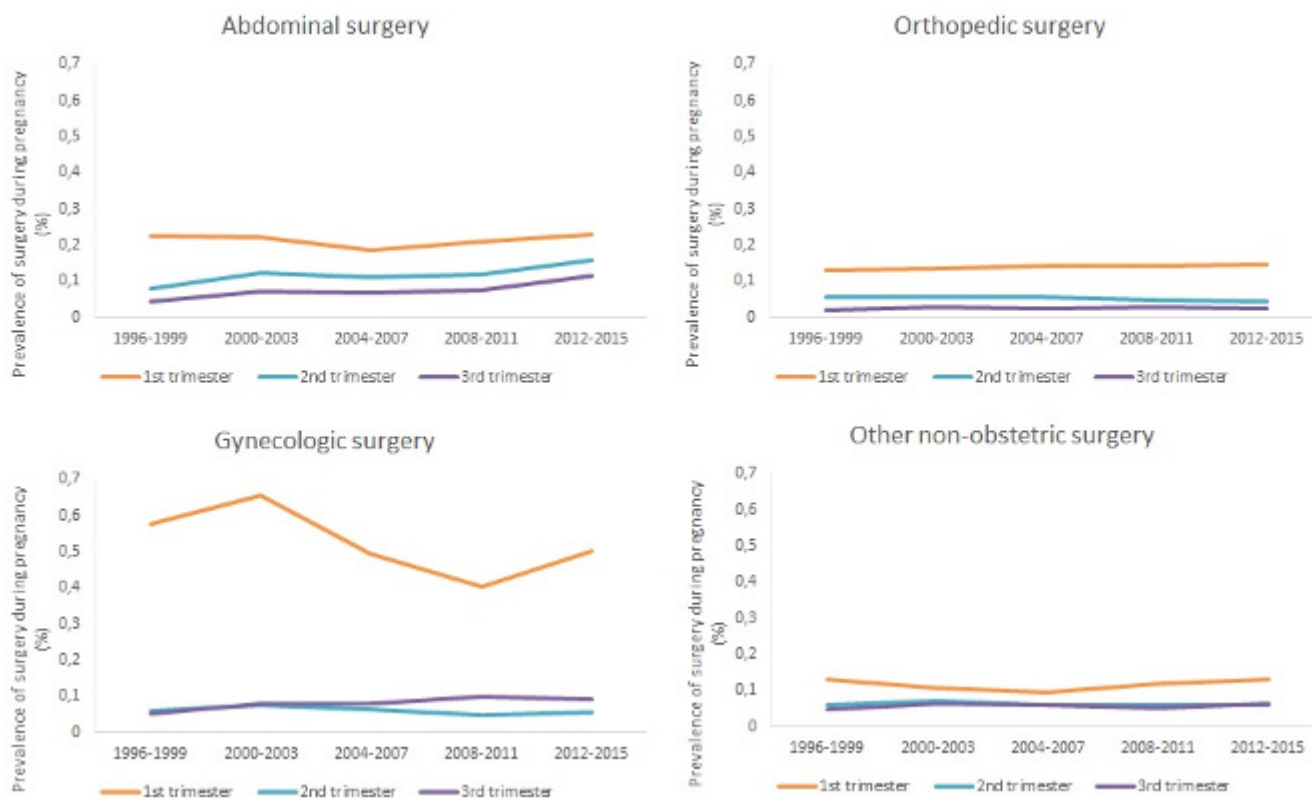 Abdominal surgery
Prevalence of surgery during pregnancy
(%)
0,7
0,6
0,5
0,4
0,3
0,2
0,1
0
1996-1999 2000-2003 2004-2007 2008-2011 2012-2015
1st trimester 2nd trimester 3rd trimester
Orthopedic surgery
Prevalence of surgery during pregnancy
(%)
0,7
0,6
0,5
0,4
0,3
0,2
0,1
0
1996-1999 2000-2003 2004-2007 2008-2011 2012-2015
1st trimester 2nd trimester 3rd trimester
Gynecologic surgery
Prevalence of surgery during pregnancy
(%)
0,7
0,6
0,5
0,4
0,3
0,2
0,1
0
1996-1999 2000-2003 2004-2007 2008-2011 2012-2015
1st trimester 2nd trimester 3rd trimester
Other non-obstetric surgery
Prevalence of surgery during pregnancy
(%)
0,7
0,6
0,5
0,4
0,3
0,2
0,1
0
1996-1999 2000-2003 2004-2007 2008-2011 2012-2015
1st trimester 2nd trimester 3rd trimester